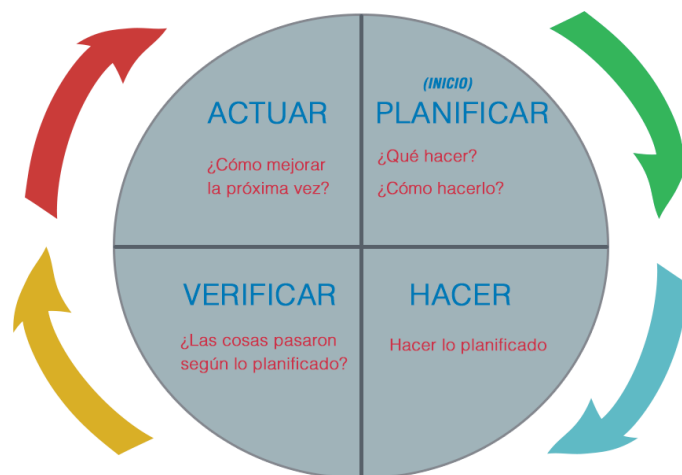 (INICIO)
PLANIFICAR
¿Qué hacer?
¿Cómo hacerlo?
HACER
Hacer lo planificado
VERIFICAR
¿Las cosas pasaron
según lo planificado?
ACTUAR
¿Cómo mejorar
la próxima vez?